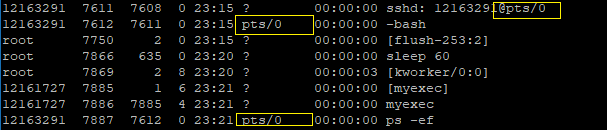 12163291 7611 7608 0 23:15 ? 00:00:00 sshd: 12163291@pts/0
12163291 7612 7611 0 23:15 pts/0 00:00:00 -bash
root 7750 2 0 23:15 ? 00:00:00 [flush-253:2]
root 7866 635 0 23:20 ? 00:00:00 sleep 60
root 7869 2 8 23:20 ? 00:00:03 [kworker/0:0]
12161727 7885 1 6 23:21 ? 00:00:00 [myexec]
12161727 7886 7885 4 23:21 ? 00:00:00 myexec
12163291 7887 7612 0 23:21 pts/0 00:00:00 ps -ef